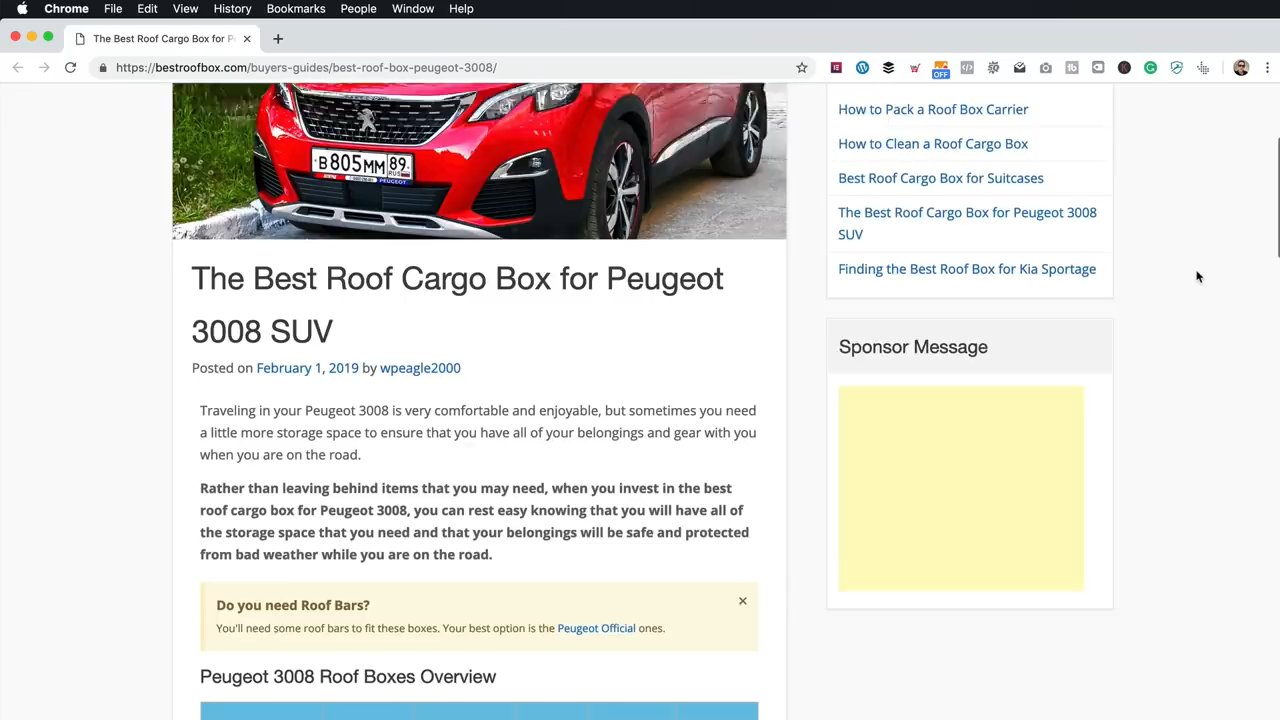 Chrome File Edit View History Bookmarks People Window Help
The Best Roof Cargo Box for P
https://bestroofbox.com/buyers-guides/best-roof-box-peugeot-3008/
OFF
B 805 MM 89
RUS
PEUGEOT
The Best Roof Cargo Box for Peugeot
3008 SUV
Posted on February 1, 2019 by wpeagle2000
Traveling in your Peugeot 3008 is very comfortable and enjoyable, but sometimes you need
a little more storage space to ensure that you have all of your belongings and gear with you
when you are on the road.
Rather than leaving behind items that you may need, when you invest in the best
roof cargo box for Peugeot 3008, you can rest easy knowing that you will have all of
the storage space that you need and that your belongings will be safe and protected
from bad weather while you are on the road.
Do you need Roof Bars?
You'll need some roof bars to fit these boxes. Your best option is the Peugeot Official ones.
Peugeot 3008 Roof Boxes Overview
How to Pack a Roof Box Carrier
How to Clean a Roof Cargo Box
Best Roof Cargo Box for Suitcases
The Best Roof Cargo Box for Peugeot 3008
SUV
Finding the Best Roof Box for Kia Sportage
Sponsor Message